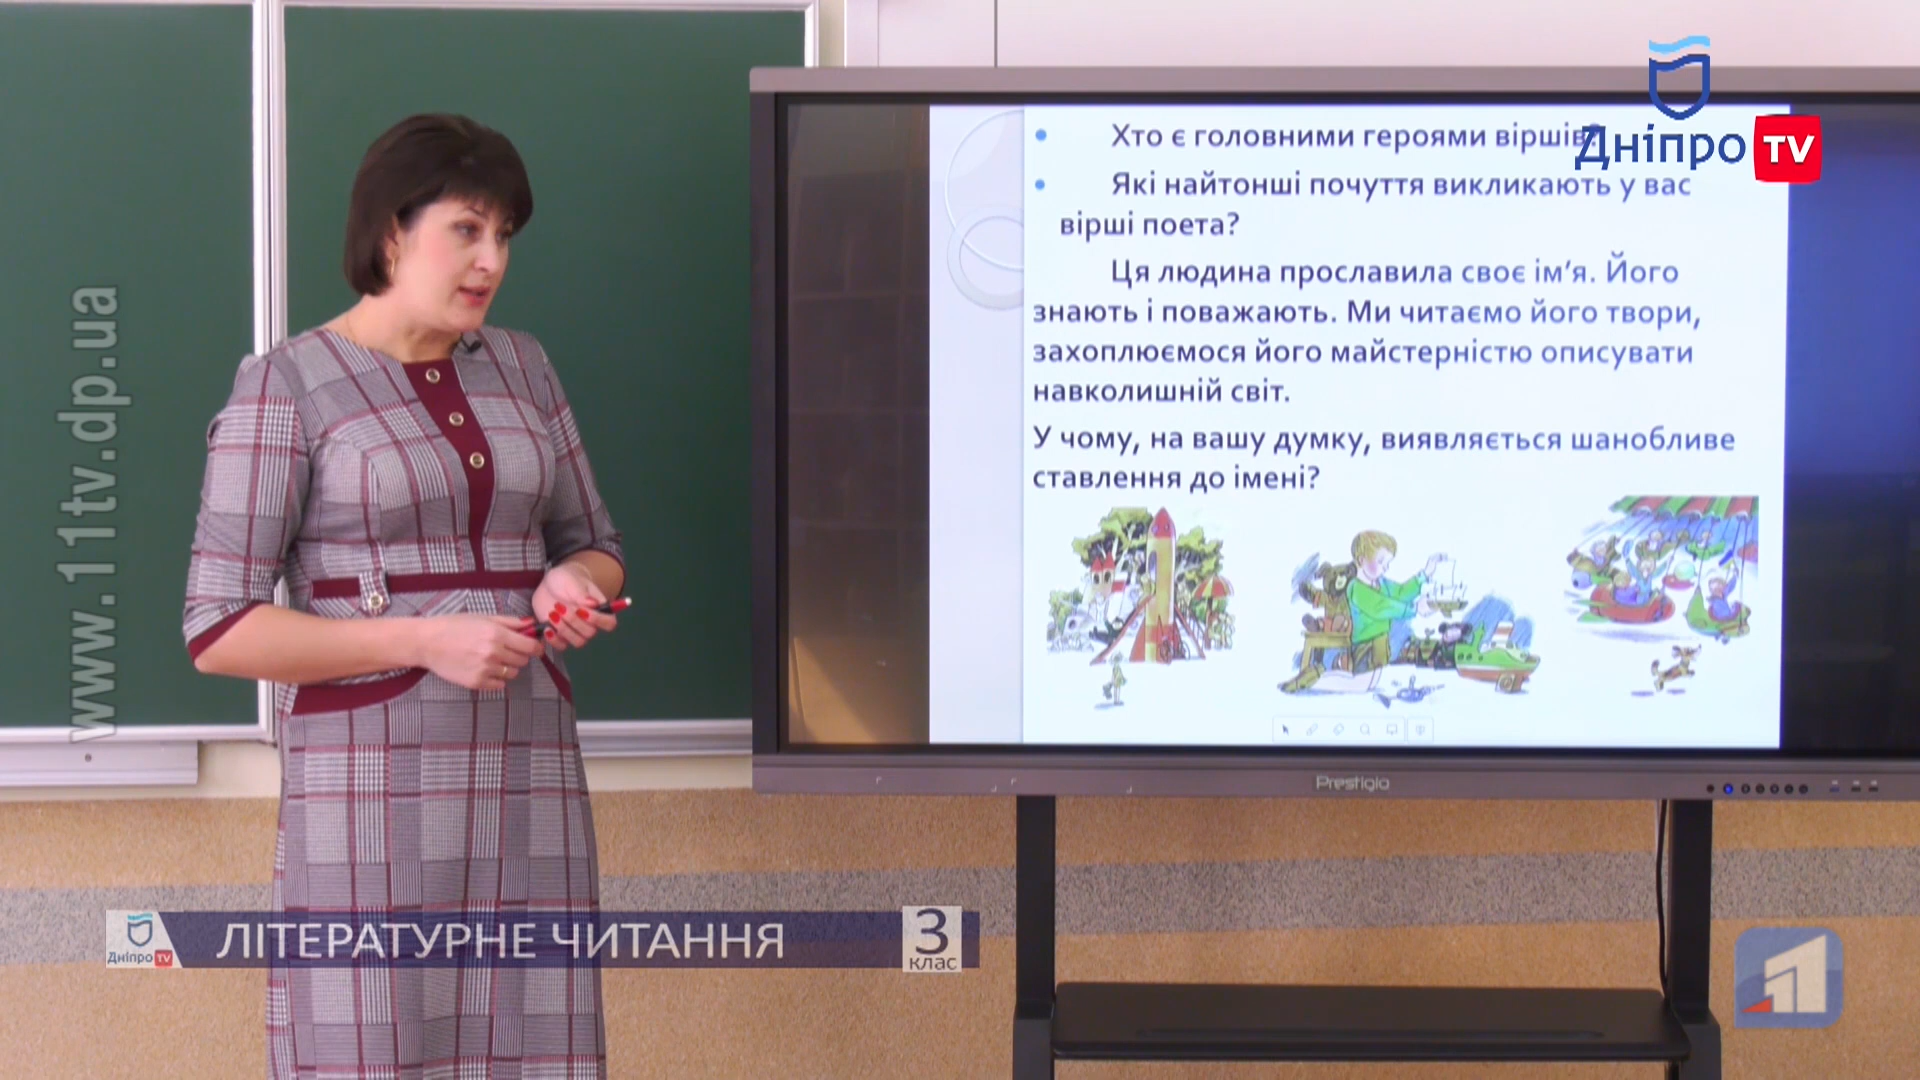 Дніпро TV
Хто є головними героями віршів?
Які найтонші почуття викликають у вас
вірші поета?
Ця людина прославила своє ім’я. Його
знають і поважають. Ми читаємо його твори,
захоплюємося його майстерністю описувати
навколишній світ.
У чому, на вашу думку, виявляється шанобливе
ставлення до імені?
www.11tv.dp.ua
Prestigio
Дніпро TV
ЛІТЕРАТУРНЕ ЧИТАННЯ
3
клас
11